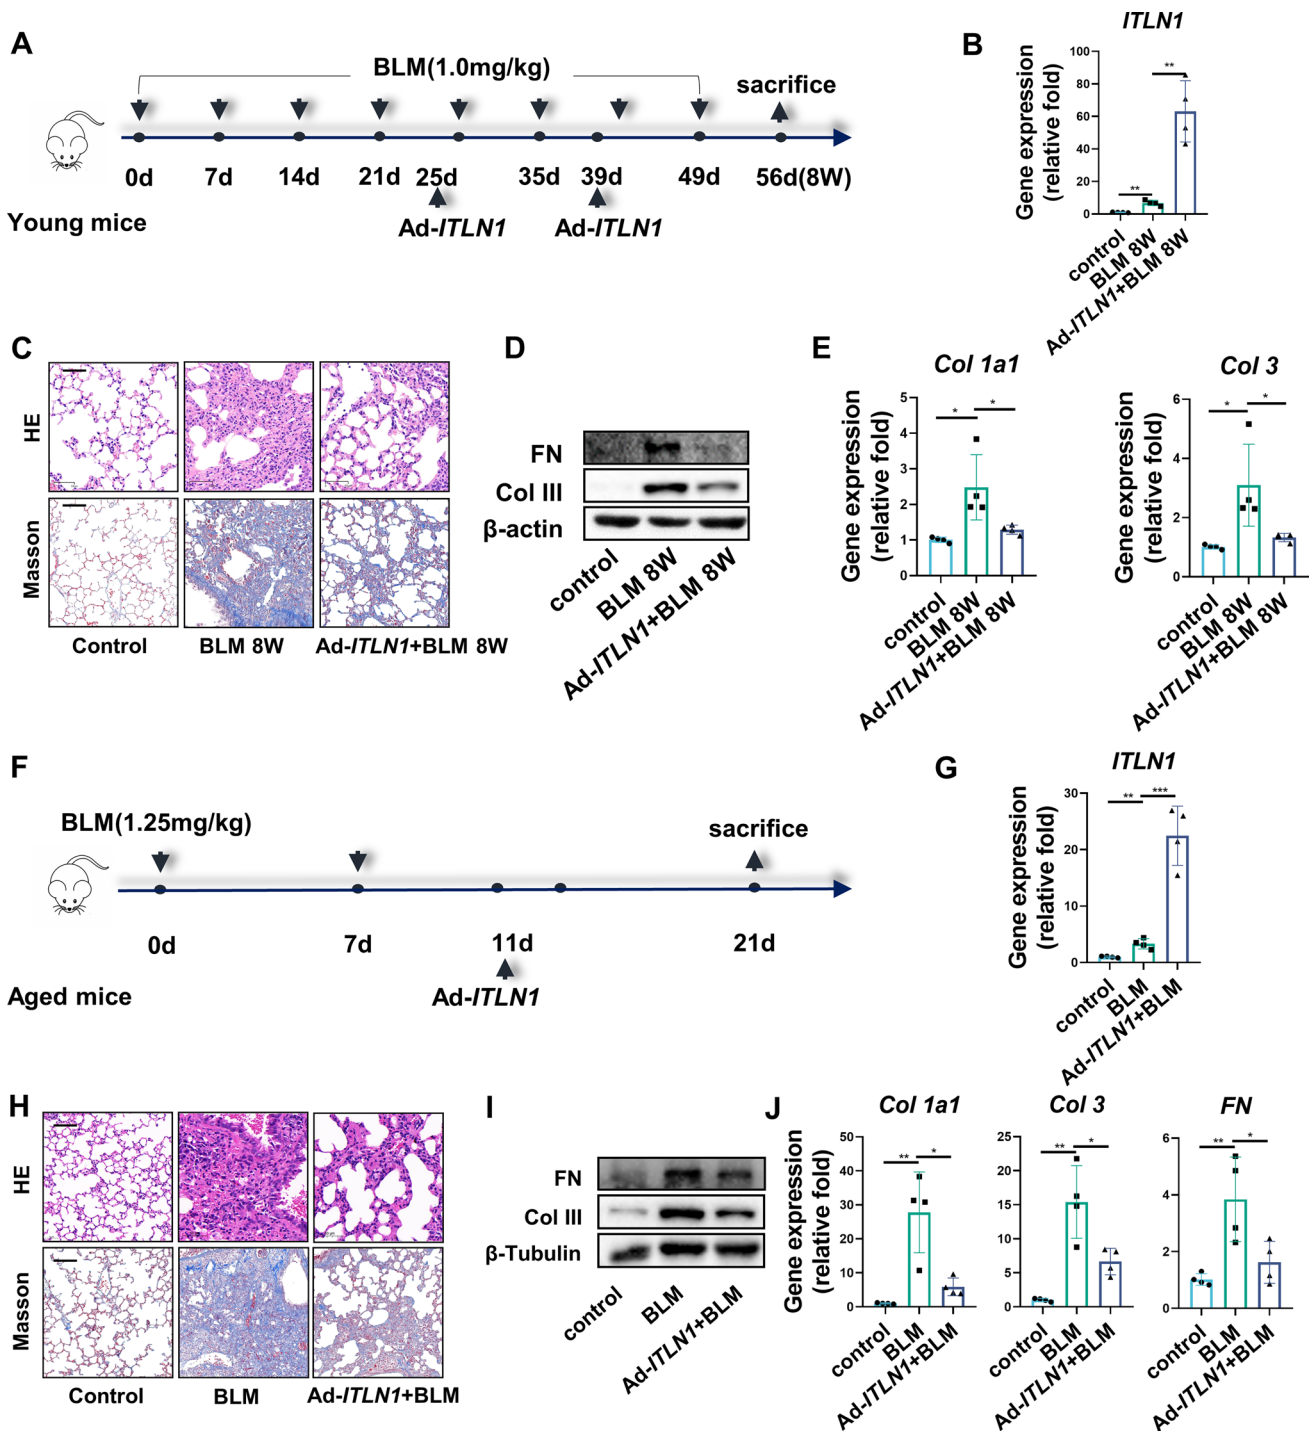 A
BLM(1.0mg/kg)
sacrifice
0d 7d 14d 21d 25d 35d 39d 49d 56d(8W)
Young mice
Ad-ITLN1 Ad-ITLN1
B
ITLN1
Gene expression
(relative fold)
100
80
60
40
20
0
** **
control
BLM 8W
Ad-ITLN1+BLM 8W
C
HE
Masson
Control BLM 8W Ad-ITLN1+BLM 8W
D
FN
Col III
β-actin
control
BLM 8W
Ad-ITLN1+BLM 8W
E
Col 1a1
Gene expression
(relative fold)
5
4
3
2
1
0
* *
control
BLM 8W
Ad-ITLN1+BLM 8W
Col 3
Gene expression
(relative fold)
6
4
2
0
* *
control
BLM 8W
Ad-ITLN1+BLM 8W
F
BLM(1.25mg/kg)
sacrifice
0d 7d 11d 21d
Aged mice
Ad-ITLN1
G
ITLN1
Gene expression
(relative fold)
30
20
10
0
** ***
control
BLM
Ad-ITLN1+BLM
H
HE
Masson
Control BLM Ad-ITLN1+BLM
I
FN
Col III
β-Tubulin
control
BLM
Ad-ITLN1+BLM
J
Col 1a1
Gene expression
(relative fold)
50
40
30
20
10
0
** *
control
BLM
Ad-ITLN1+BLM
Col 3
25
20
15
10
5
0
** *
control
BLM
Ad-ITLN1+BLM
FN
6
4
2
0
** *
control
BLM
Ad-ITLN1+BLM